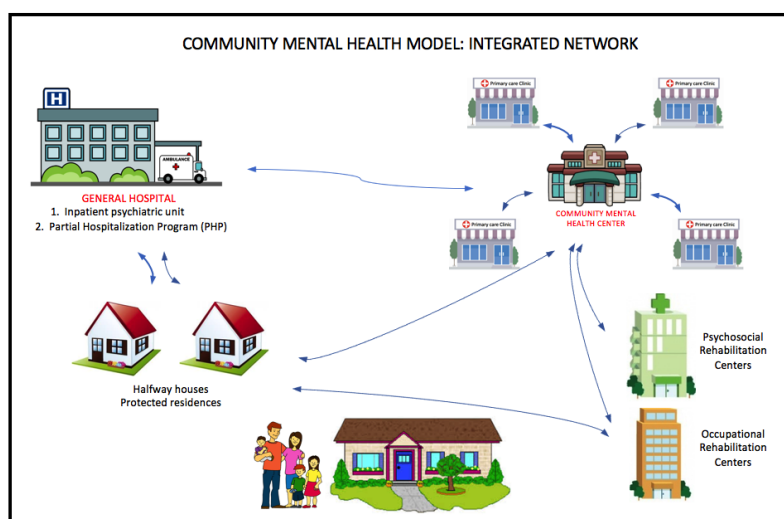 COMMUNITY MENTAL HEALTH MODEL: INTEGRATED NETWORK
H
AMBULANCE
GENERAL HOSPITAL
1. Inpatient psychiatric unit
2. Partial Hospitalization Program (PHP)
Primary care Clinic
Primary care Clinic
COMMUNITY MENTAL
HEALTH CENTER
Primary care Clinic
Primary care Clinic
Halfway houses
Protected residences
Psychosocial
Rehabilitation
Centers
Occupational
Rehabilitation
Centers